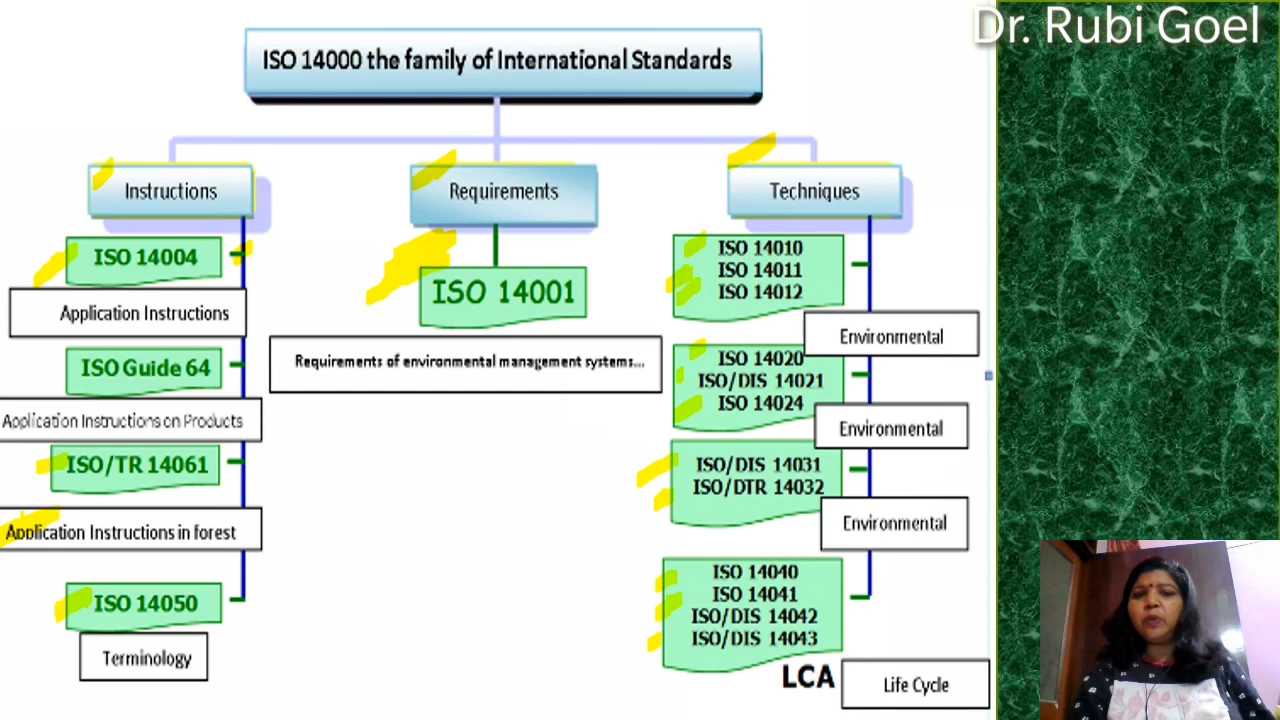 Dr. Rubi Goel
ISO 14000 the family of International Standards
Instructions
ISO 14004
Application Instructions
ISO Guide 64
Application Instructions on Products
ISO/TR 14061
Application Instructions in forest
ISO 14050
Terminology
Requirements
ISO 14001
Requirements of environmental management systems...
Techniques
ISO 14010
ISO 14011
ISO 14012
Environmental
ISO 14020
ISO/DIS 14021
ISO 14024
Environmental
ISO/DIS 14031
ISO/DTR 14032
Environmental
ISO 14040
ISO 14041
ISO/DIS 14042
ISO/DIS 14043
LCA
Life Cycle